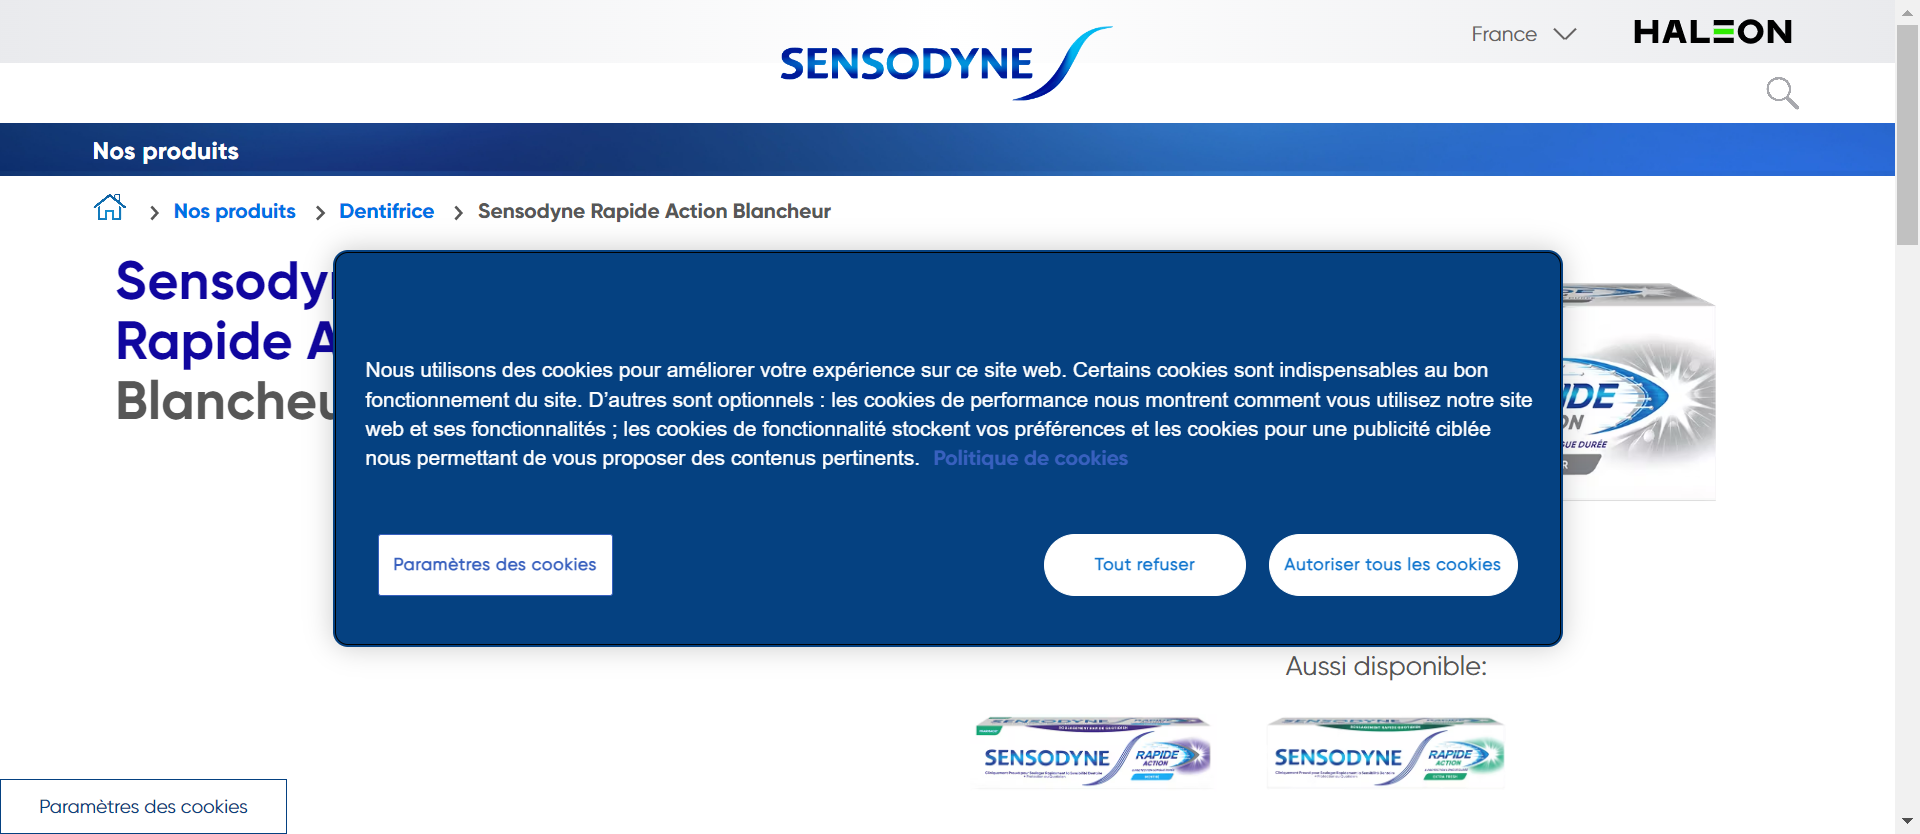 France
HALEON
SENSODYNE
Nos produits
Nos produits
Dentifrice
Sensodyne Rapide Action Blancheur
Nous utilisons des cookies pour améliorer votre expérience sur ce site web. Certains cookies sont indispensables au bon
fonctionnement du site. D’autres sont optionnels : les cookies de performance nous montrent comment vous utilisez notre site
web et ses fonctionnalités ; les cookies de fonctionnalité stockent vos préférences et les cookies pour une publicité ciblée
nous permettant de vous proposer des contenus pertinents. Politique de cookies
Paramètres des cookies
Tout refuser
Autoriser tous les cookies
Rapide
Aussi disponible:
SENSODYNE
RAPIDE
ACTION
SENSODYNE
RAPIDE
ACTION
EXTRA FRESH
Paramètres des cookies